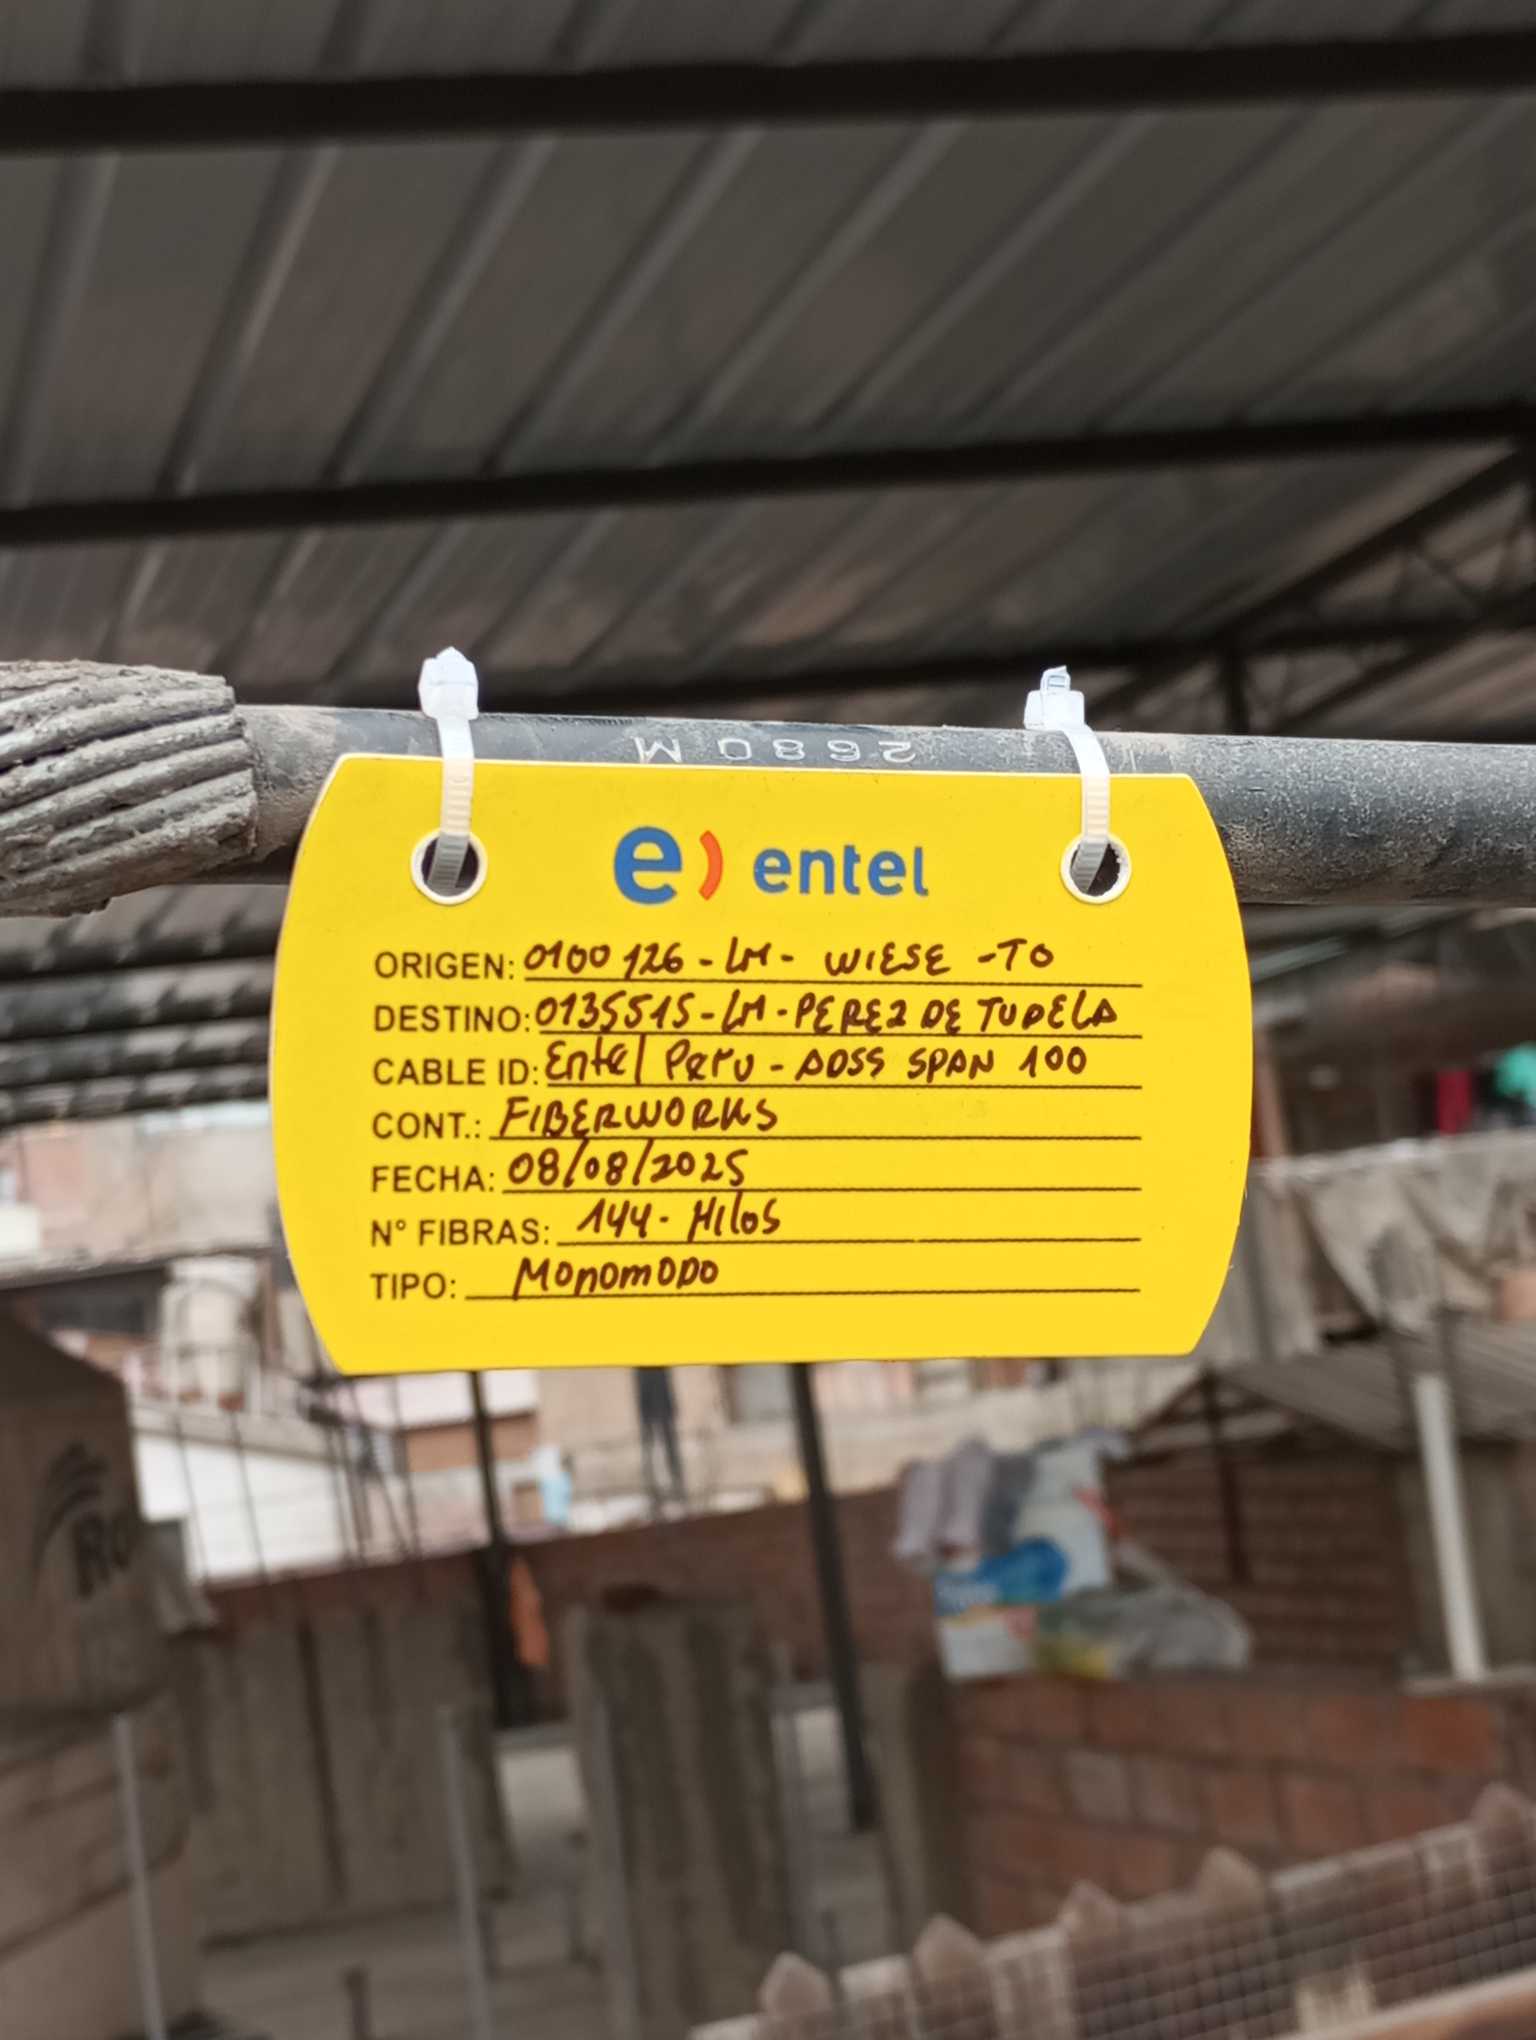 2680 M
e) entel
ORIGEN: 0100126-LM- WIESE -TO
DESTINO: 0135515-LM-PEREZ DE TUDELA
CABLE ID: Entel Peru - ADSS SPAN 100
CONT.: FIBERWORKS
FECHA: 08/08/2025
N° FIBRAS: 144- Hilos
TIPO: MONOMODO